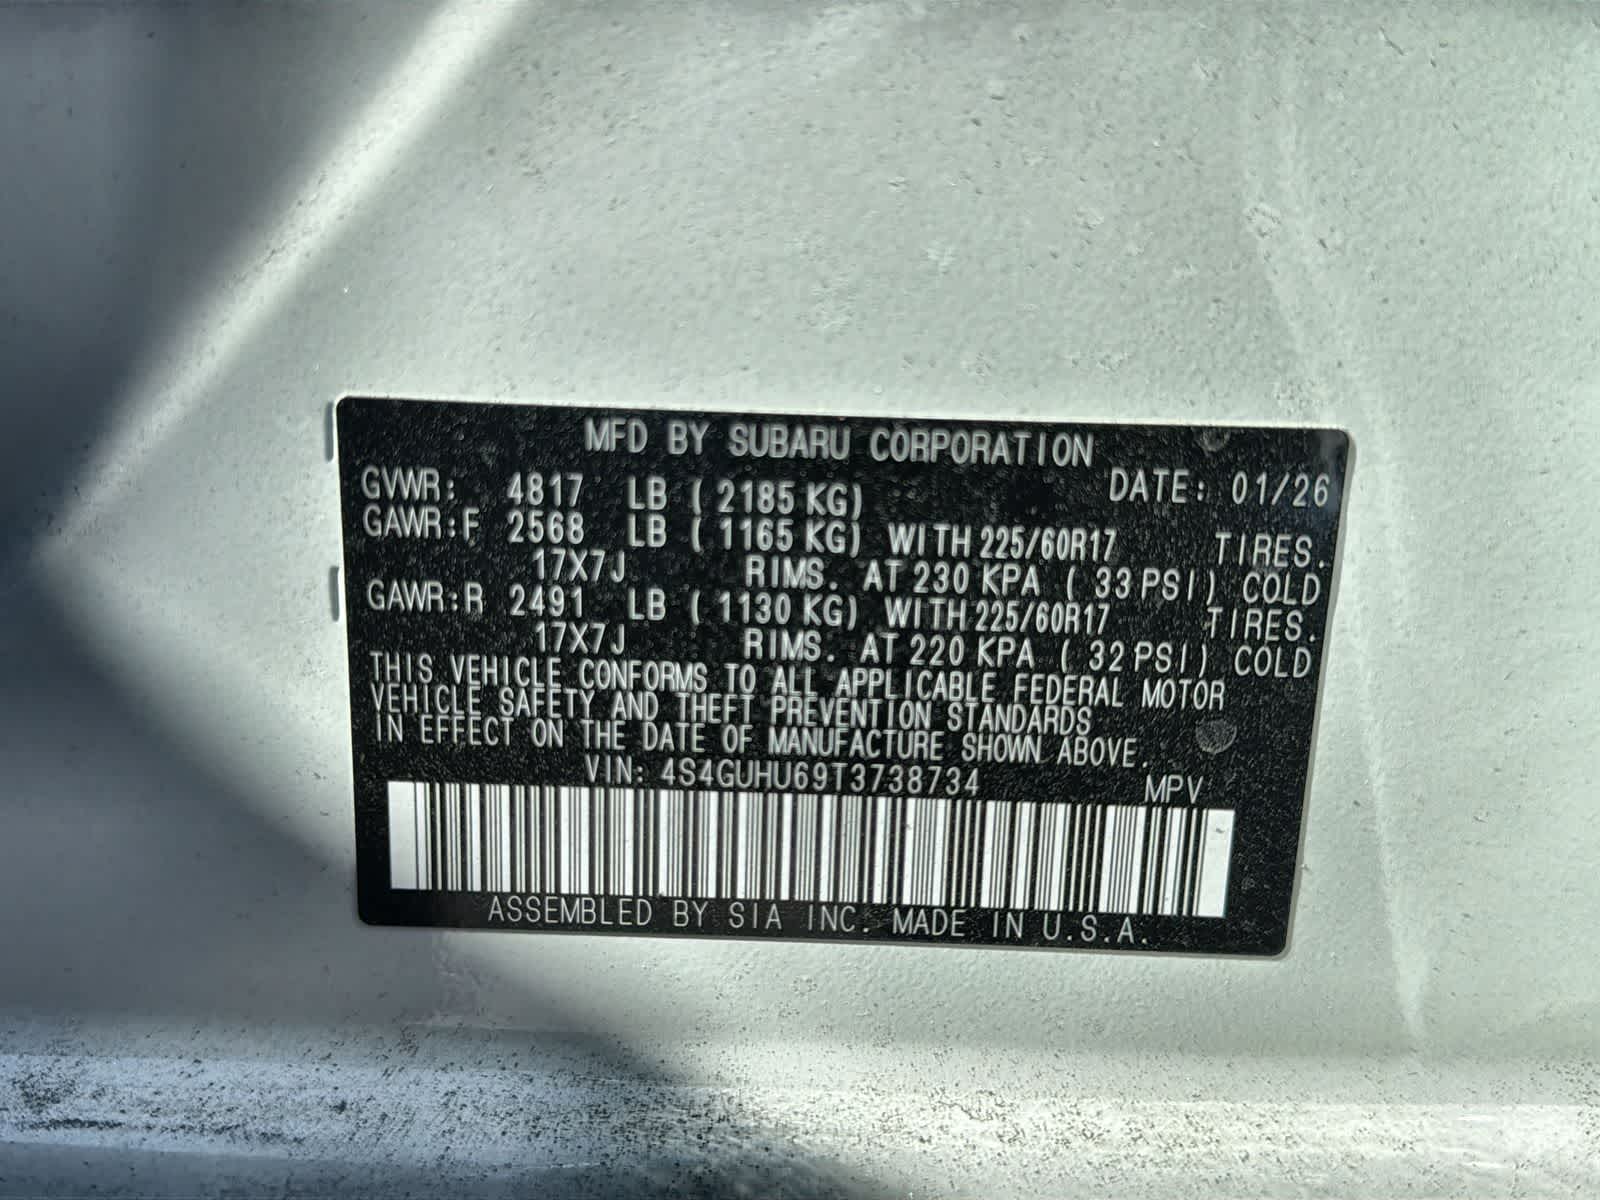 MFD BY SUBARU CORPORATION
GVWR: 4817 LB ( 2185 KG) DATE: 01/26
GAWR:F 2568 LB ( 1165 KG) WITH 225/60R17 TIRES.
17X7J RIMS. AT 230 KPA ( 33 PSI) COLD
GAWR:R 2491 LB ( 1130 KG) WITH 225/60R17 TIRES.
17X7J RIMS. AT 220 KPA ( 32 PSI) COLD
THIS VEHICLE CONFORMS TO ALL APPLICABLE FEDERAL MOTOR
VEHICLE SAFETY AND THEFT PREVENTION STANDARDS
IN EFFECT ON THE DATE OF MANUFACTURE SHOWN ABOVE.
VIN: 4S4GUHU69T3738734 MPV
ASSEMBLED BY SIA INC. MADE IN U.S.A.